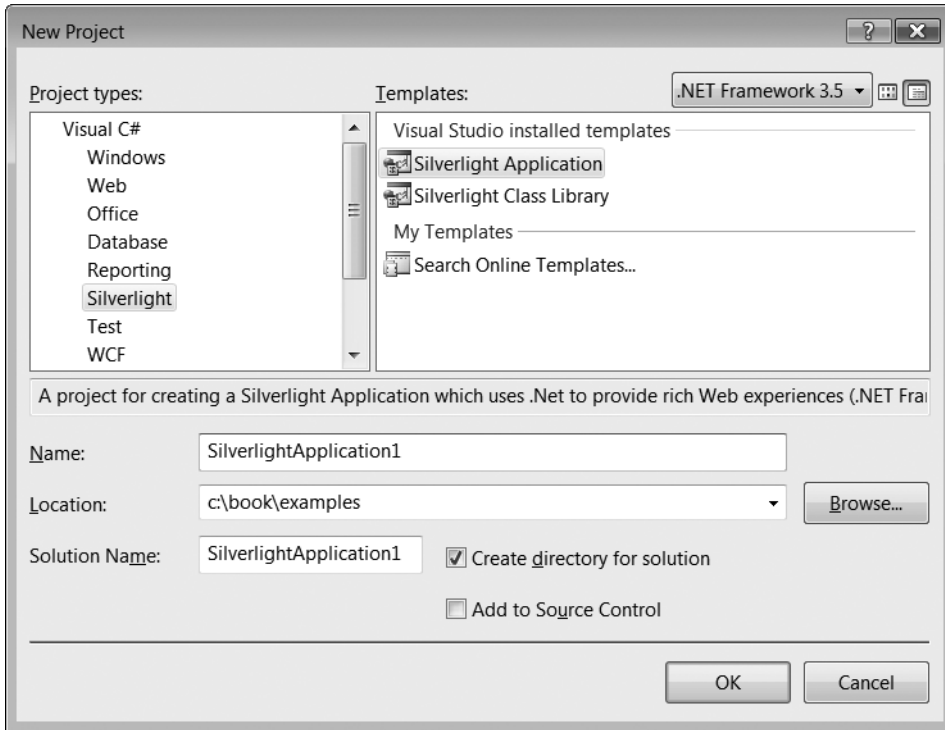 New Project
Project types:
Templates:
.NET Framework 3.5
Visual C#
Windows
Web
Office
Database
Reporting
Silverlight
Test
WCF
Visual Studio installed templates
Silverlight Application
Silverlight Class Library
My Templates
Search Online Templates...
A project for creating a Silverlight Application which uses .Net to provide rich Web experiences (.NET Fra
Name:
SilverlightApplication1
Location:
c:\book\examples
Browse...
Solution Name:
SilverlightApplication1
Create directory for solution
Add to Source Control
OK
Cancel